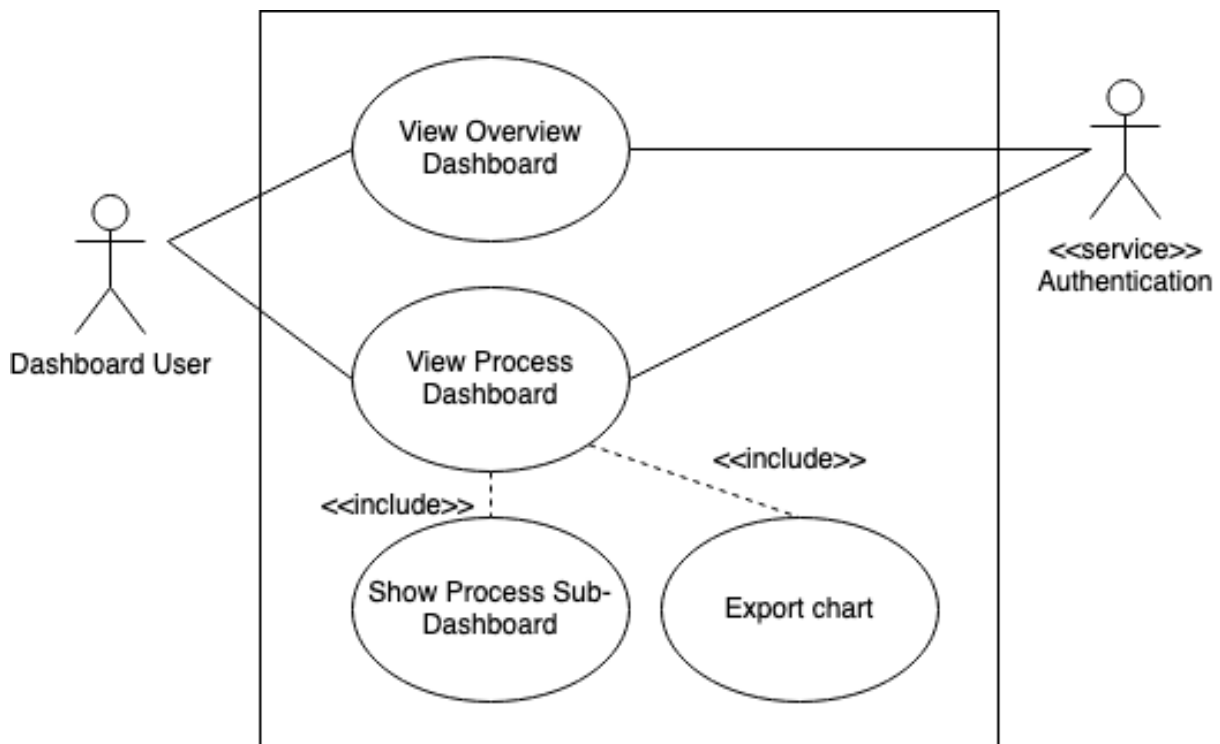 View Overview
Dashboard
<<service>>
Authentication
Dashboard User
View Process
Dashboard
<<include>>
<<include>>
Show Process Sub-
Dashboard
Export chart